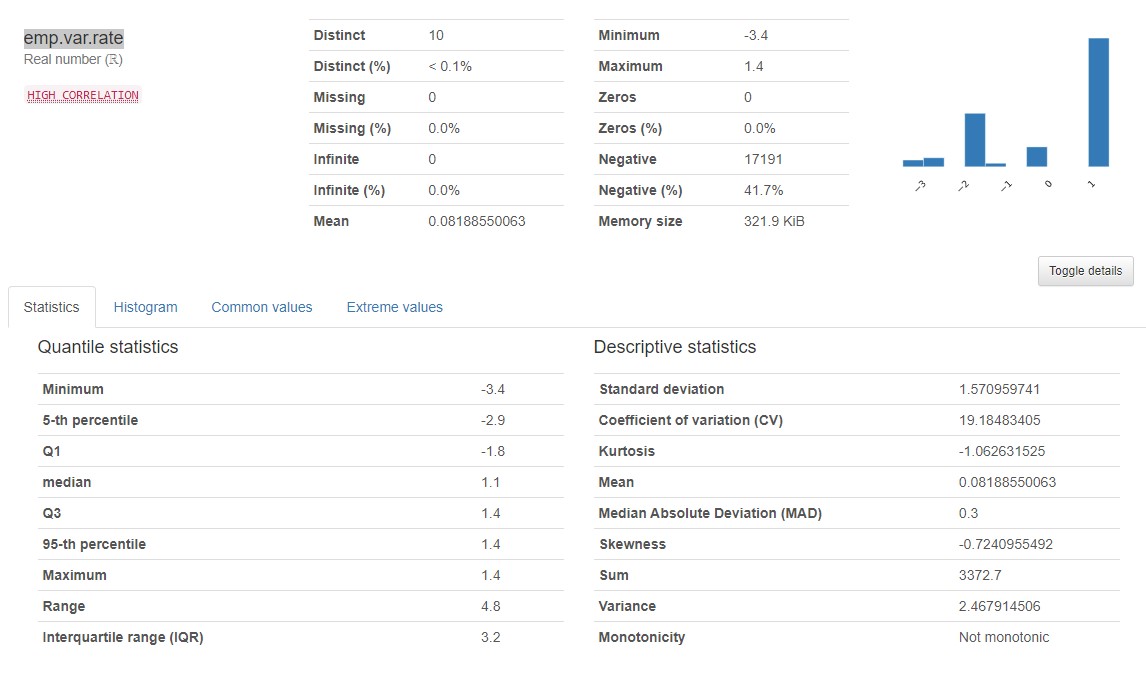 emp.var.rate
Real number (ℝ)
HIGH CORRELATION
Distinct 10
Distinct (%) < 0.1%
Missing 0
Missing (%) 0.0%
Infinite 0
Infinite (%) 0.0%
Mean 0.08188550063
Minimum -3.4
Maximum 1.4
Zeros 0
Zeros (%) 0.0%
Negative 17191
Negative (%) 41.7%
Memory size 321.9 KiB
−3 −2 −1 0 1
Toggle details
Statistics Histogram Common values Extreme values
Quantile statistics
Minimum -3.4
5-th percentile -2.9
Q1 -1.8
median 1.1
Q3 1.4
95-th percentile 1.4
Maximum 1.4
Range 4.8
Interquartile range (IQR) 3.2
Descriptive statistics
Standard deviation 1.570959741
Coefficient of variation (CV) 19.18483405
Kurtosis -1.062631525
Mean 0.08188550063
Median Absolute Deviation (MAD) 0.3
Skewness -0.7240955492
Sum 3372.7
Variance 2.467914506
Monotonicity Not monotonic